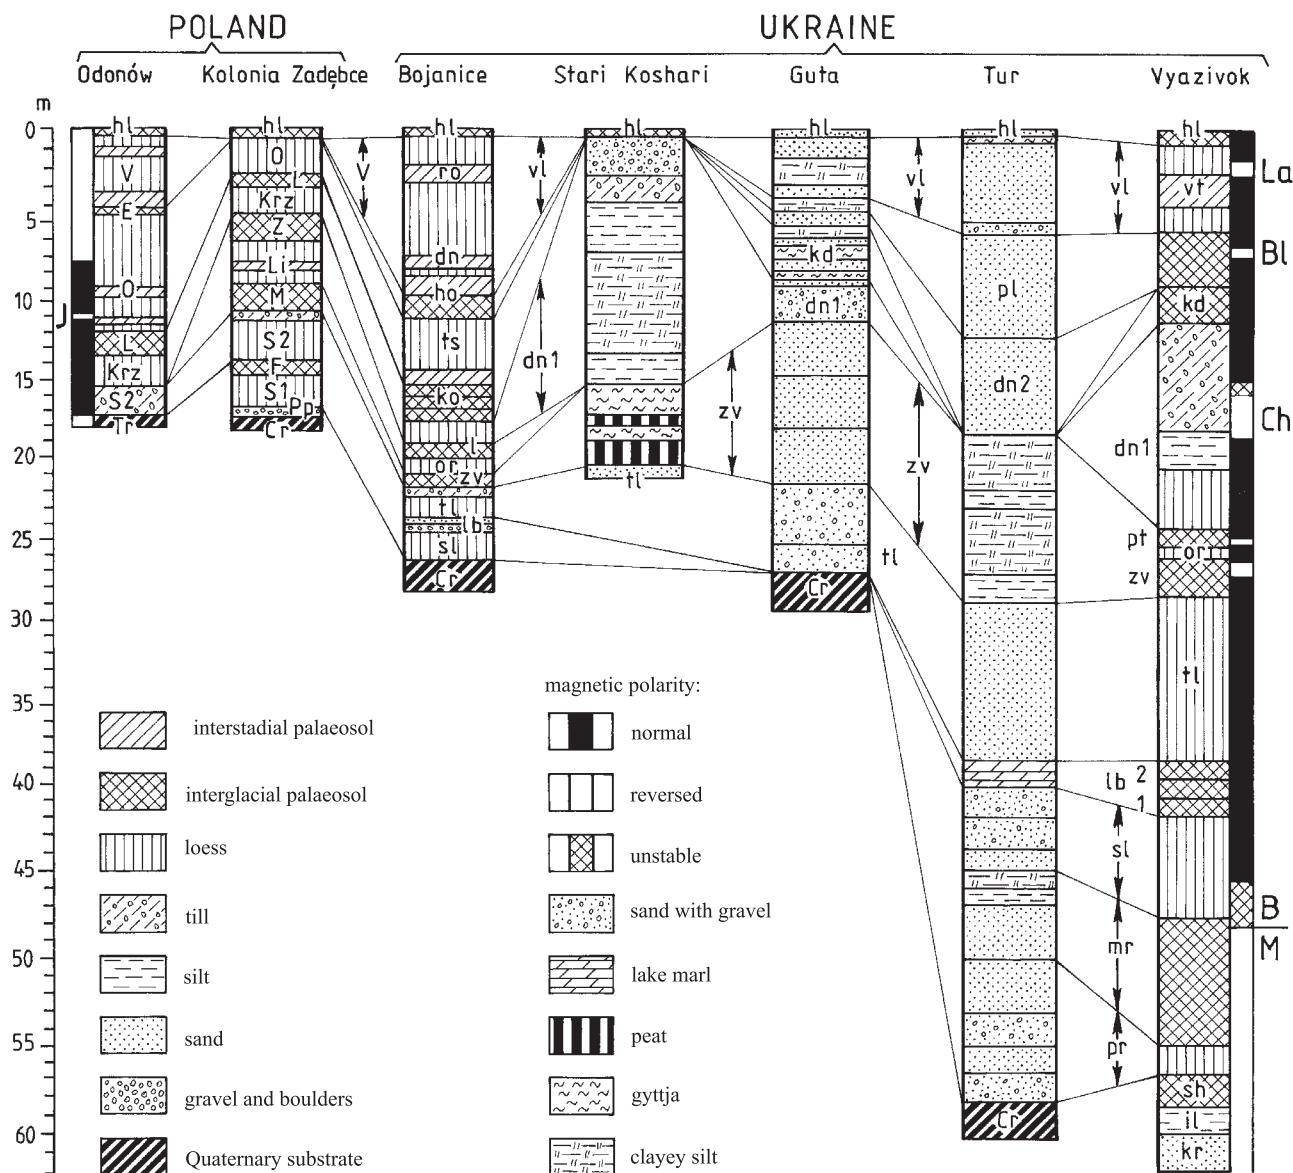 POLAND UKRAINE
Odonów Kolonia Zadębce Bojanice Stari Koshari Guta Tur Vyazivok
m
0 hl hl hl hl hl hl
O V ro vl vl vl vt La
V L
E Krz
5 Z Bl
dn kd
Li
O M ho pl kd
10 dn1
J
L S2 ts dn1 dn2
Krz F
15 S1 ko zv Ch
S2 Pp
Tr Cr l zv dn1
20 or zv tl
tl
lb pt
25 sl tl or
Cr Cr zv
30
tl
35
magnetic polarity:
interstadial palaeosol normal
40 lb 2
interglacial palaeosol reversed 1
loess unstable sl
45
till sand with gravel B
mr M
50
silt lake marl
sand peat pr
55
gravel and boulders gyttja sh
Cr il
60 Quaternary substrate clayey silt kr